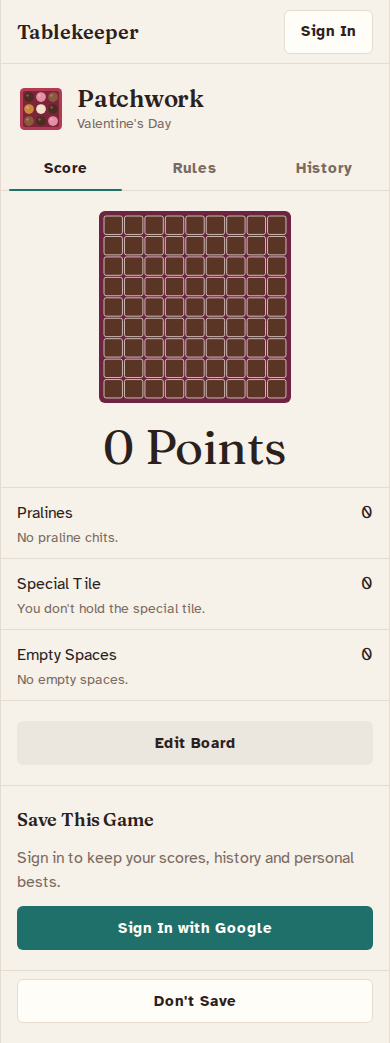 Tablekeeper
Sign In
Patchwork
Valentine's Day
Score
Rules
History
0 Points
Pralines
0
No praline chits.
Special Tile
0
You don't hold the special tile.
Empty Spaces
0
No empty spaces.
Edit Board
Save This Game
Sign in to keep your scores, history and personal
bests.
Sign In with Google
Don't Save